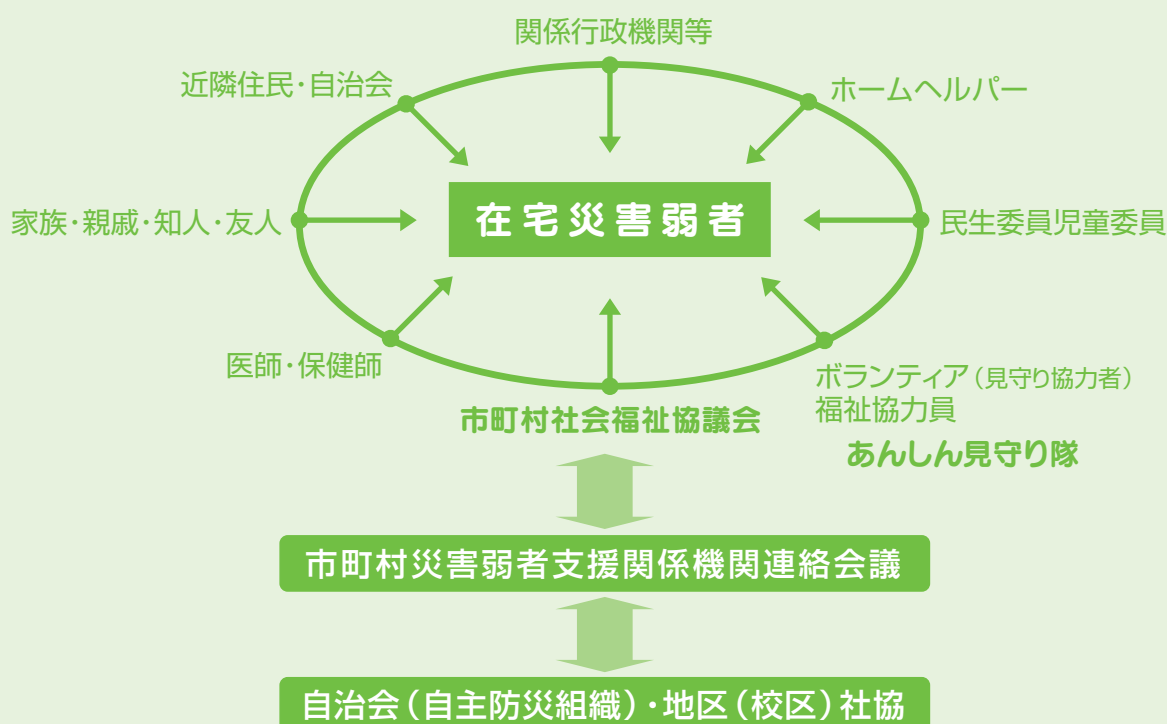 関係行政機関等
近隣住民・自治会
ホームヘルパー
家族・親戚・知人・友人
在宅災害弱者
民生委員児童委員
医師・保健師
ボランティア（見守り協力者）
福祉協力員
あんしん見守り隊
市町村社会福祉協議会
市町村災害弱者支援関係機関連絡会議
自治会（自主防災組織）・地区（校区）社協